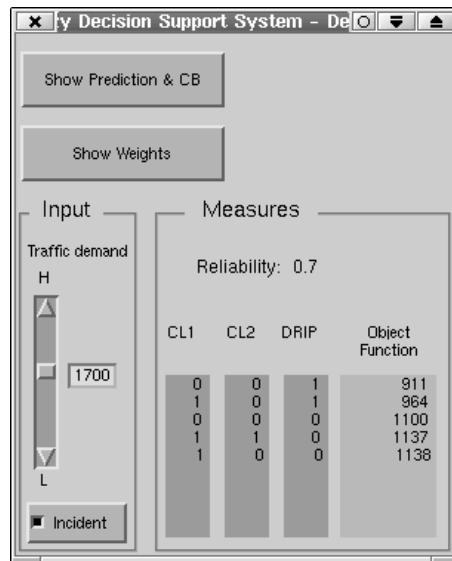 y Decision Support System - De
Show Prediction & CB
Show Weights
Input
Traffic demand
H
1700
L
Incident
Measures
Reliability: 0.7
CL1 CL2 DRIP Object Function
0 0 1 911
1 0 1 964
0 0 0 1100
1 1 0 1137
1 0 0 1138